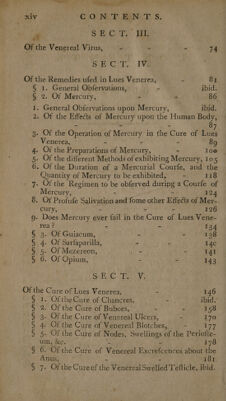 xiv CONTENTS.
SECT. III.
Of the Venereal Virus, - - - 74
SECT. IV.
Of the Remedies uſed in Lues Venerea, - 81
§ 1. General Obſervations, - - ibid.
§ 2. Of Mercury, - - - 86
1. General Obſervations upon Mercury, ibid.
2. Of the Effects of Mercury upon the Human Body,
- - - 87
3. Of the Operation of Mercury in the Cure of Lues
Venerea, - - - 89
4. Of the Preparations of Mercury, - 100
5. Of the different Methods of exhibiting Mercury, 105
6. Of the Duration of a Mercurial Courſe, and the
Quantity of Mercury to be exhibited, - 118
7. Of the Regimen to be obſerved during a Courſe of
Mercury, - - - 124
8. Of Profuſe Salivation and ſome other Effects of Mer-
cury, - - - 126
9. Does Mercury ever fail in the Cure of Lues Vene-
rea? - - - 134
§ 3. Of Guiacum, - - 138
§ 4. Of Sarſaparilla, - - 140
§ 5. Of Mezereon, - - 141
§ 6. Of Opium, - - 143
SECT. V.
Of the Cure of Lues Venerea, - - 146
§ 1. Of the Cure of Chancres, - ibid.
§ 2. Of the Cure of Buboes, - - 158
§ 3. Of the Cure of Venereal Ulcers, - 170
§ 4. Of the Cure of Venereal Blotches, - 177
§ 5. Of the Cure of Nodes, Swellings of the Perioſte-
um, &c. - - - 178
§ 6. Of the Cure of Venereal Excreſcences about the
Anus, - - - 181
§ 7. Of the Cure of the Venereal Swelled Teſticle, ibid.